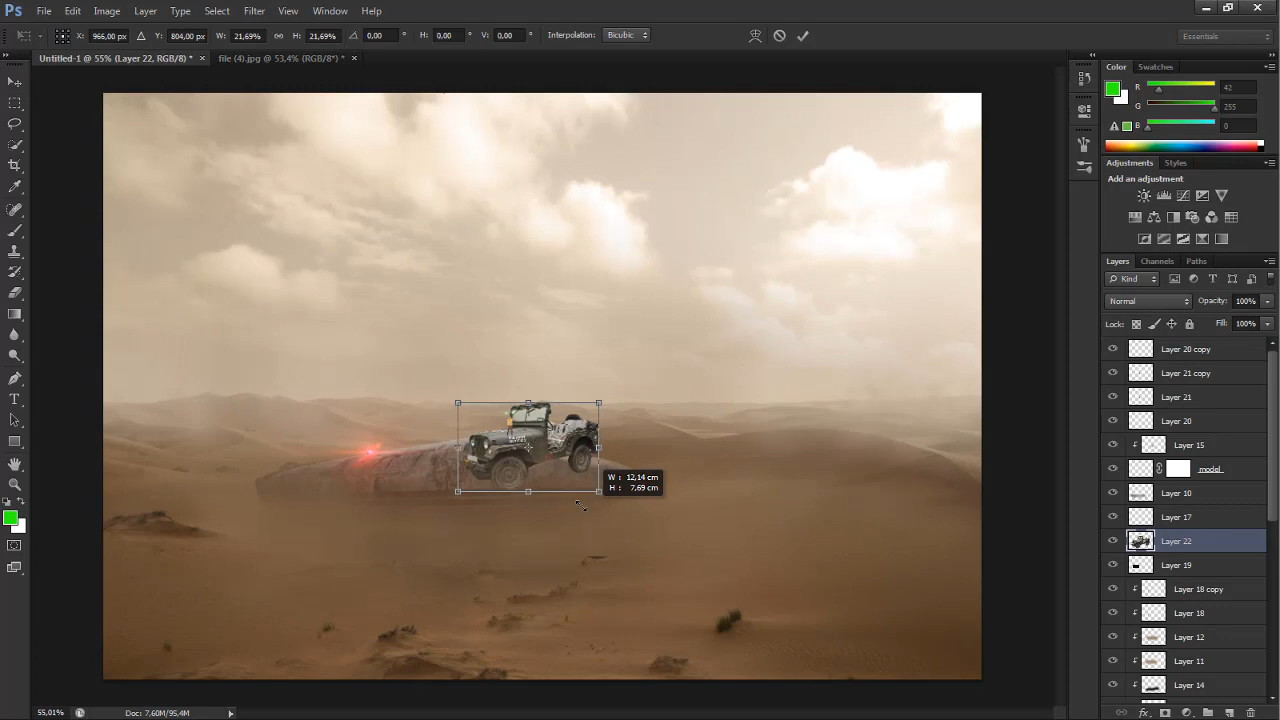 Ps File Edit Image Layer Type Select Filter View Window Help
X: 966,00 px Y: 804,00 px W: 21,69% H: 21,69% 0,00 ° H: 0,00 ° V: 0,00 ° Interpolation: Bicubic Essentials
Untitled-1 @ 55% (Layer 22, RGB/8) * × file (4).jpg @ 53,4% (RGB/8*) * ×
Color Swatches
R 42
G 255
B 0
Adjustments Styles
Add an adjustment
Layers Channels Paths
Kind
Normal Opacity: 100%
Lock: Fill: 100%
Layer 20 copy
Layer 21 copy
Layer 21
Layer 20
Layer 15
model
Layer 10
Layer 17
Layer 22
Layer 19
Layer 18 copy
Layer 18
Layer 12
Layer 11
Layer 14
W : 12,14 cm
H : 7,69 cm
55,01% Doc: 7,60M/95,4M